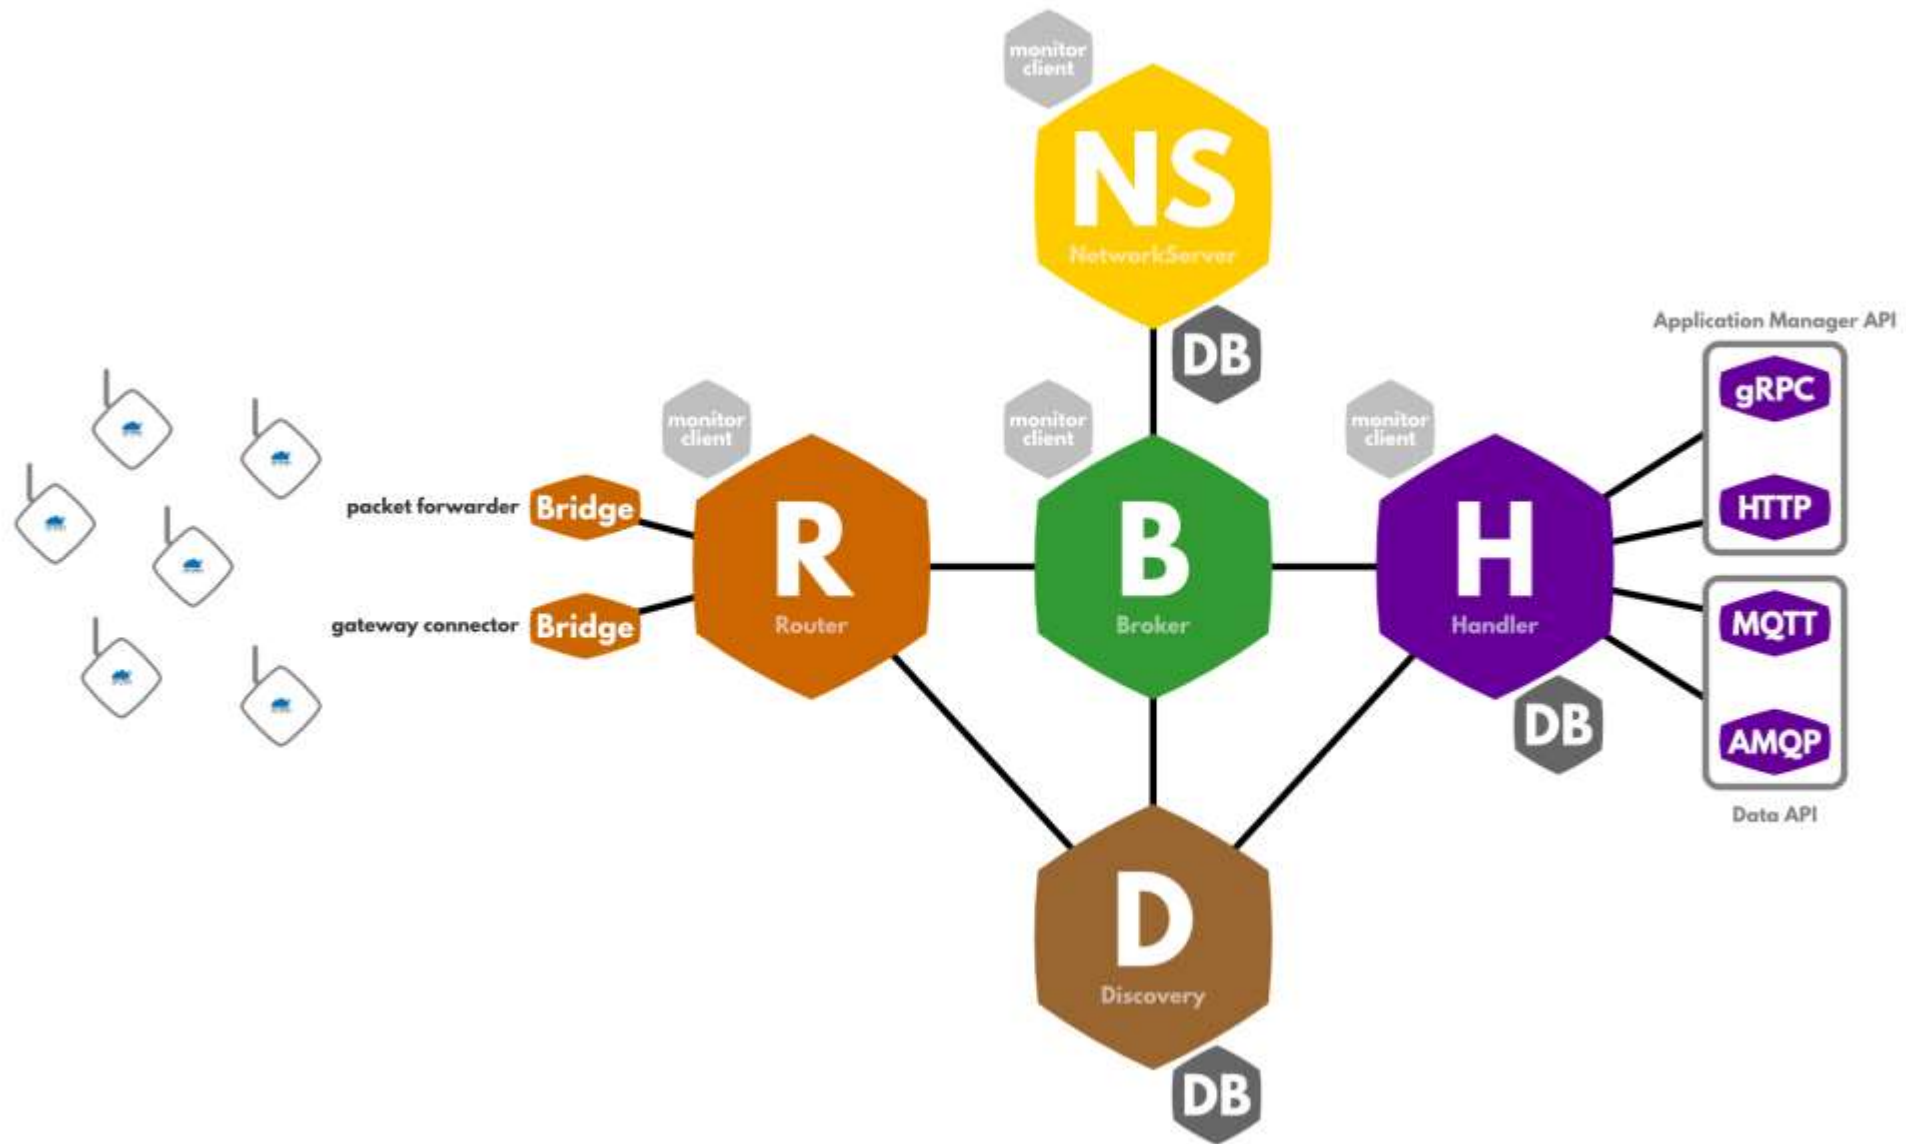 monitor
client
NS
NetworkServer
DB
Application Manager API
gRPC
HTTP
monitor
client
monitor
client
monitor
client
packet forwarder
Bridge
gateway connector
Bridge
R
Router
B
Broker
H
Handler
MQTT
AMQP
Data API
DB
D
Discovery
DB